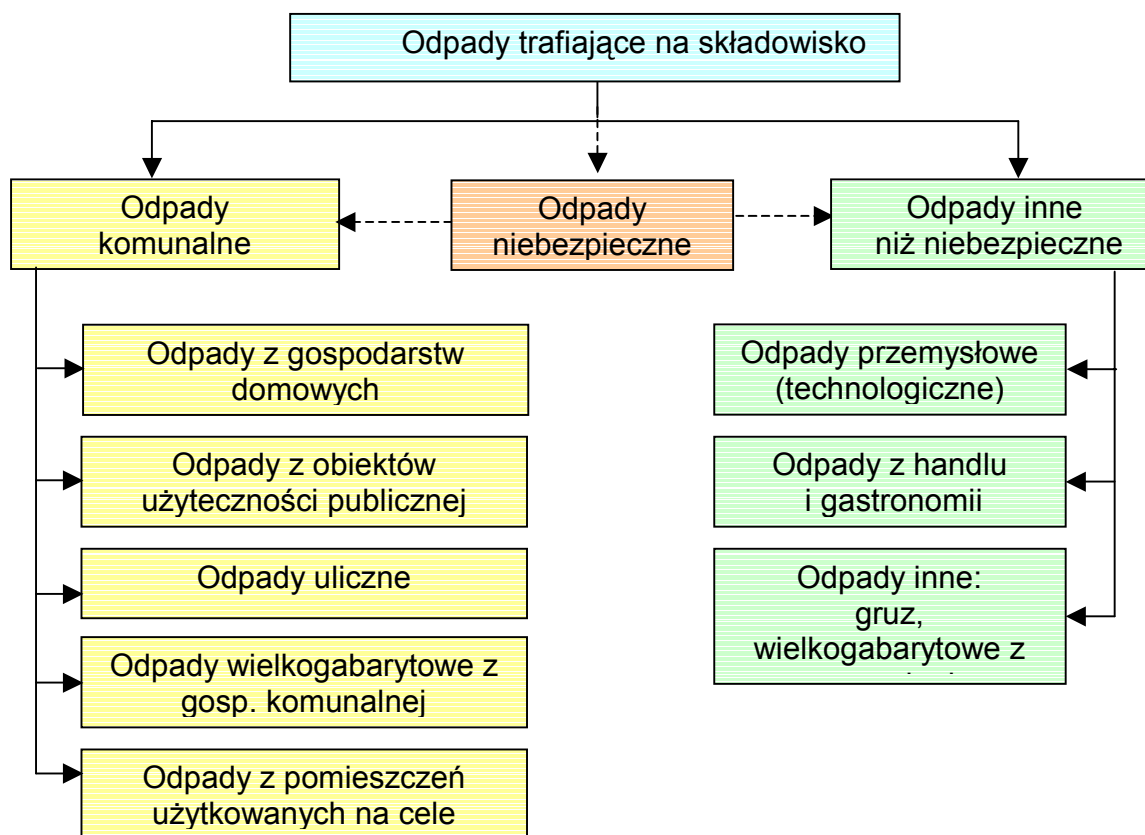 Odpady trafiające na składowisko
Odpady
komunalne
Odpady
niebezpieczne
Odpady inne
niż niebezpieczne
Odpady z gospodarstw
domowych
Odpady z obiektów
użyteczności publicznej
Odpady uliczne
Odpady wielkogabarytowe z
gosp. komunalnej
Odpady z pomieszczeń
użytkowanych na cele
Odpady przemysłowe
(technologiczne)
Odpady z handlu
i gastronomii
Odpady inne:
gruz,
wielkogabarytowe z